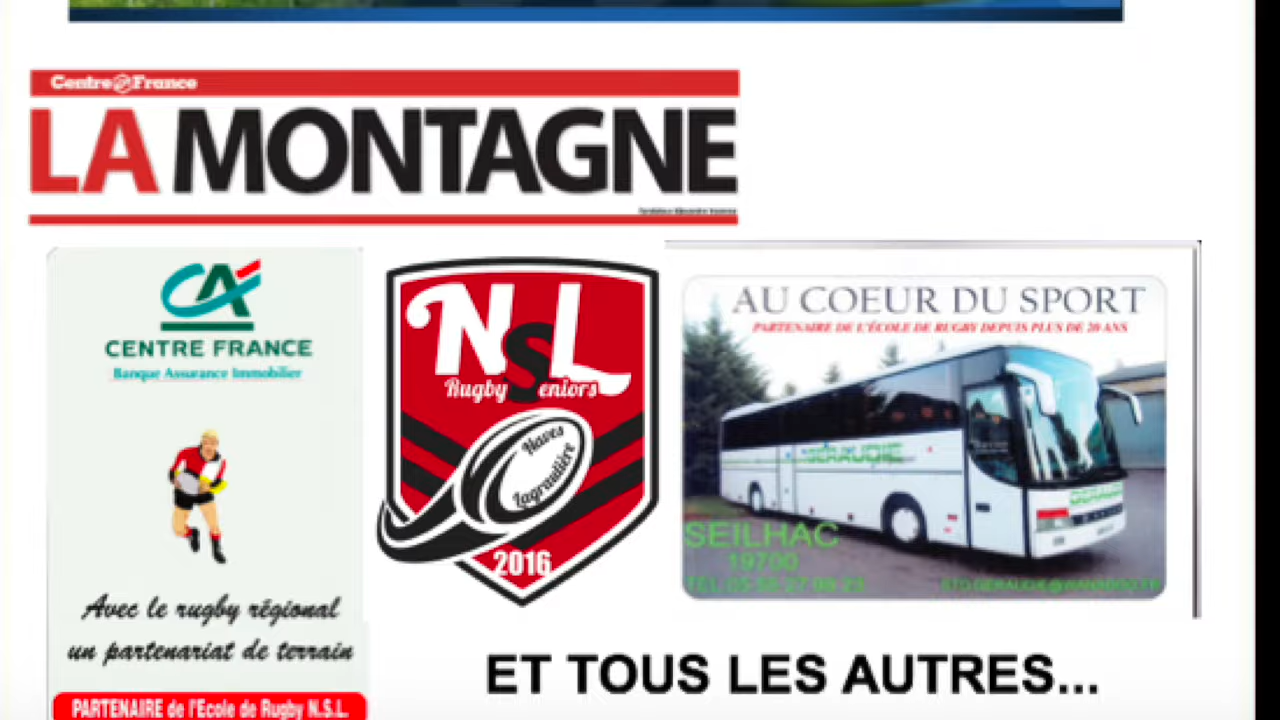 Centre France
LA MONTAGNE
CENTRE FRANCE
Banque Assurance Immobilier
Avec le rugby régional
un partenariat de terrain
PARTENAIRE de l'Ecole de Rugby N.S.L.
NSL
Rugby Seniors
Naves
Lagraulière
2016
AU COEUR DU SPORT
PARTENAIRE DE L'ÉCOLE DE RUGBY DEPUIS PLUS DE 20 ANS
GERAUDIE
SEILHAC
19700
ET TOUS LES AUTRES...